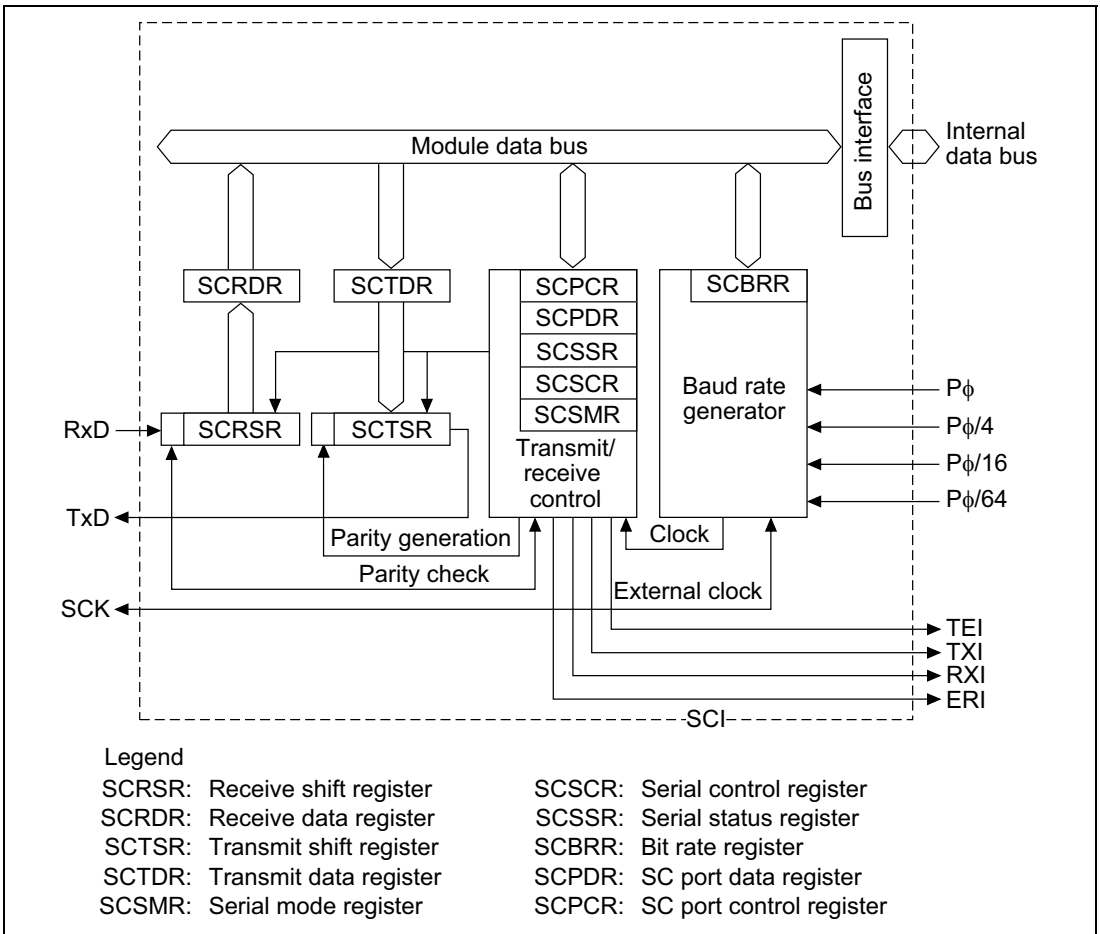 Module data bus
Bus interface
Internal
data bus
SCRDR
SCTDR
SCPCR
SCPDR
SCSSR
SCSCR
SCSMR
Transmit/
receive
control
SCBRR
Baud rate
generator
Pϕ
Pϕ/4
Pϕ/16
Pϕ/64
RxD
SCRSR
SCTSR
TxD
Parity generation
Parity check
Clock
External clock
SCK
TEI
TXI
RXI
ERI
SCI
Legend
SCRSR: Receive shift register
SCRDR: Receive data register
SCTSR: Transmit shift register
SCTDR: Transmit data register
SCSMR: Serial mode register
SCSCR: Serial control register
SCSSR: Serial status register
SCBRR: Bit rate register
SCPDR: SC port data register
SCPCR: SC port control register